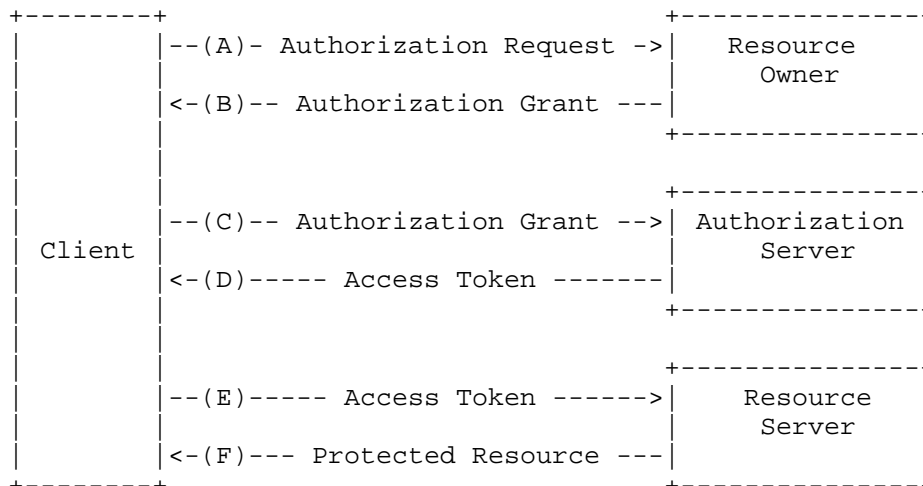 +--------+                               +---------------
|        |--(A)- Authorization Request ->|   Resource
|        |                               |     Owner
|        |<-(B)-- Authorization Grant ---|
|        |                               +---------------
|        |
|        |                               +---------------
|        |--(C)-- Authorization Grant -->| Authorization
| Client |                               |     Server
|        |<-(D)----- Access Token -------|
|        |                               +---------------
|        |
|        |                               +---------------
|        |--(E)----- Access Token ------>|    Resource
|        |                               |     Server
|        |<-(F)--- Protected Resource ---|
+--------+                               +---------------